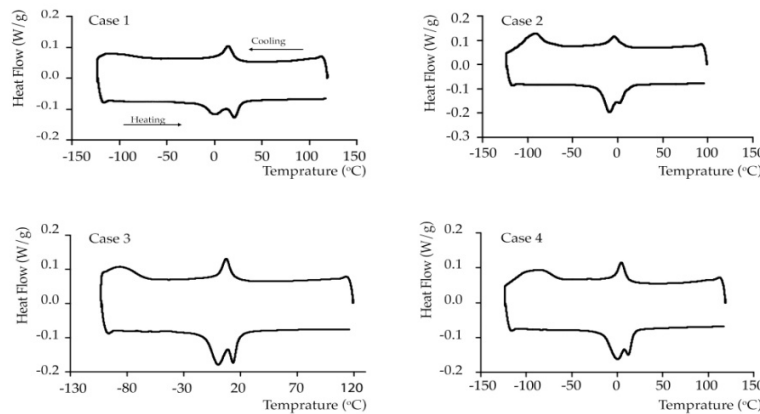 Case 1
Heat Flow (W/g)
0.2
0.1
0.0
-0.1
0.2
Cooling
Heating
-150 -100 -50 0 50 100 150
Temprature (°C)
Case 2
Heat Flow (W/g)
0.2
0.1
0.0
-0.1
-0.2
-0.3
-150 -100 -50 0 50 100 150
Temprature (°C)
Case 3
Heat Flow (W/g)
0.2
0.1
0.0
-0.1
-0.2
-130 -80 -30 20 70 120
Temprature (°C)
Case 4
Heat Flow (W/g)
0.2
0.1
0.0
-0.1
-0.2
-150 -100 -50 0 50 100 150
Temprature (°C)